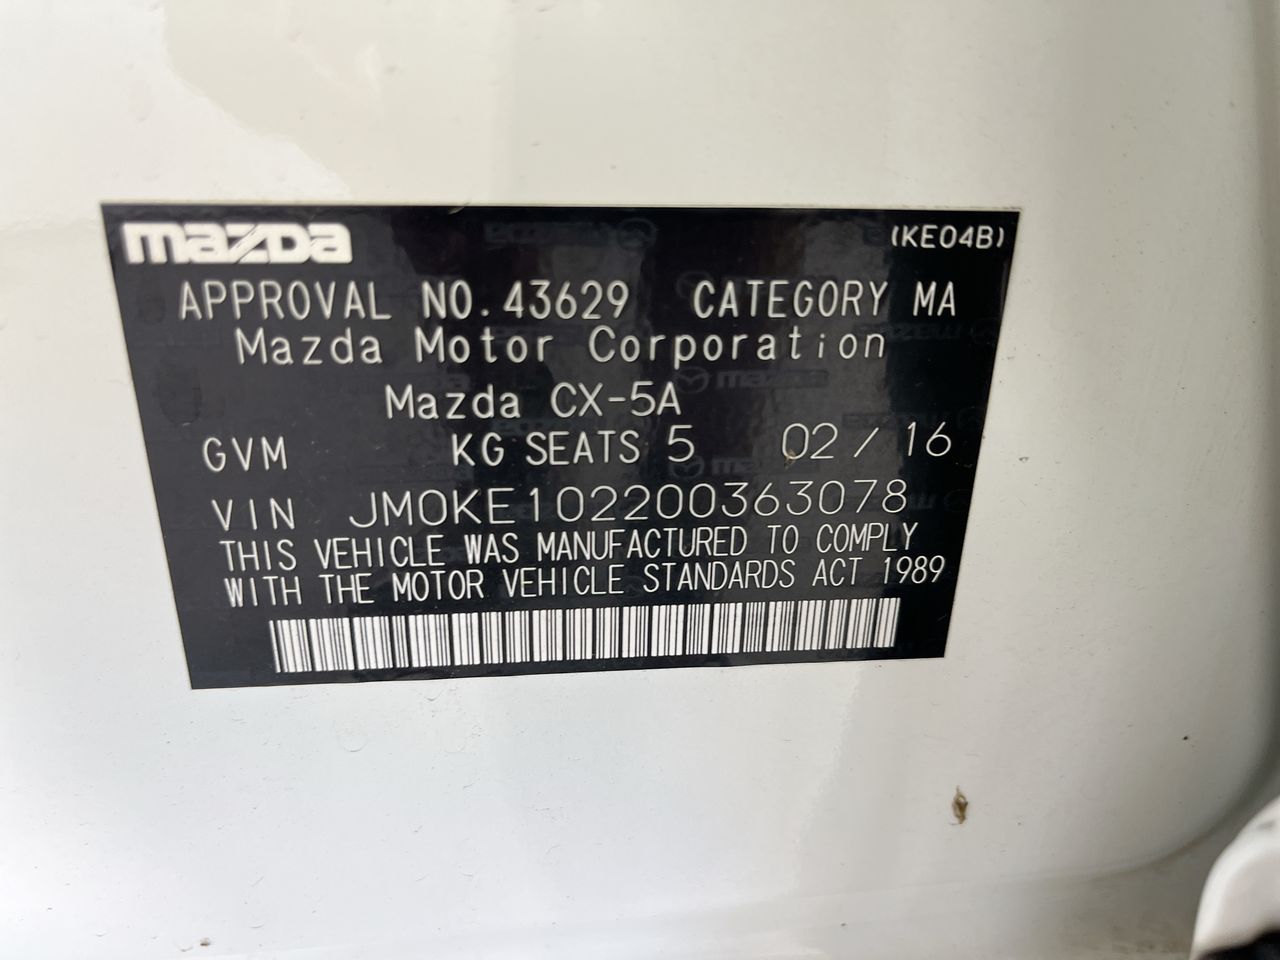 mazda (KE04B)
APPROVAL NO.43629 CATEGORY MA
Mazda Motor Corporation
Mazda CX-5A
GVM KG SEATS 5 02/16
VIN JM0KE102200363078
THIS VEHICLE WAS MANUFACTURED TO COMPLY
WITH THE MOTOR VEHICLE STANDARDS ACT 1989